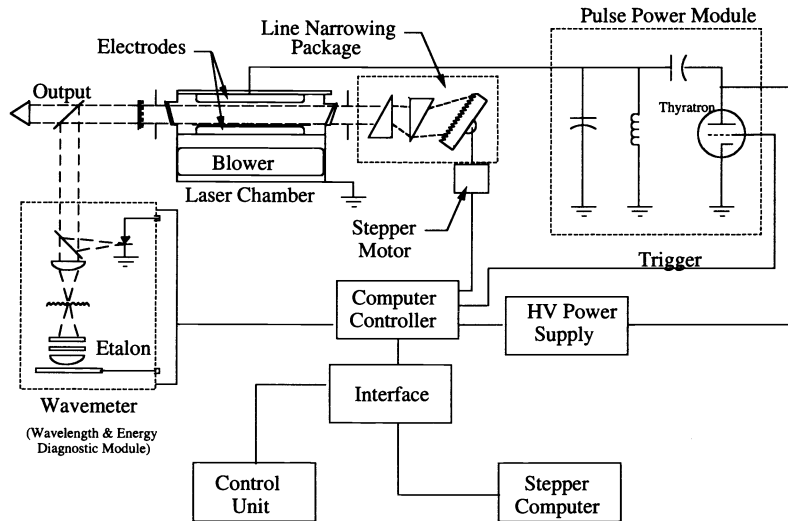 Pulse Power Module
Line Narrowing
Package
Electrodes
Output
Thyratron
Blower
Laser Chamber
Stepper
Motor
Trigger
Computer
Controller
HV Power
Supply
Etalon
Wavemeter
(Wavelength & Energy
Diagnostic Module)
Interface
Control
Unit
Stepper
Computer